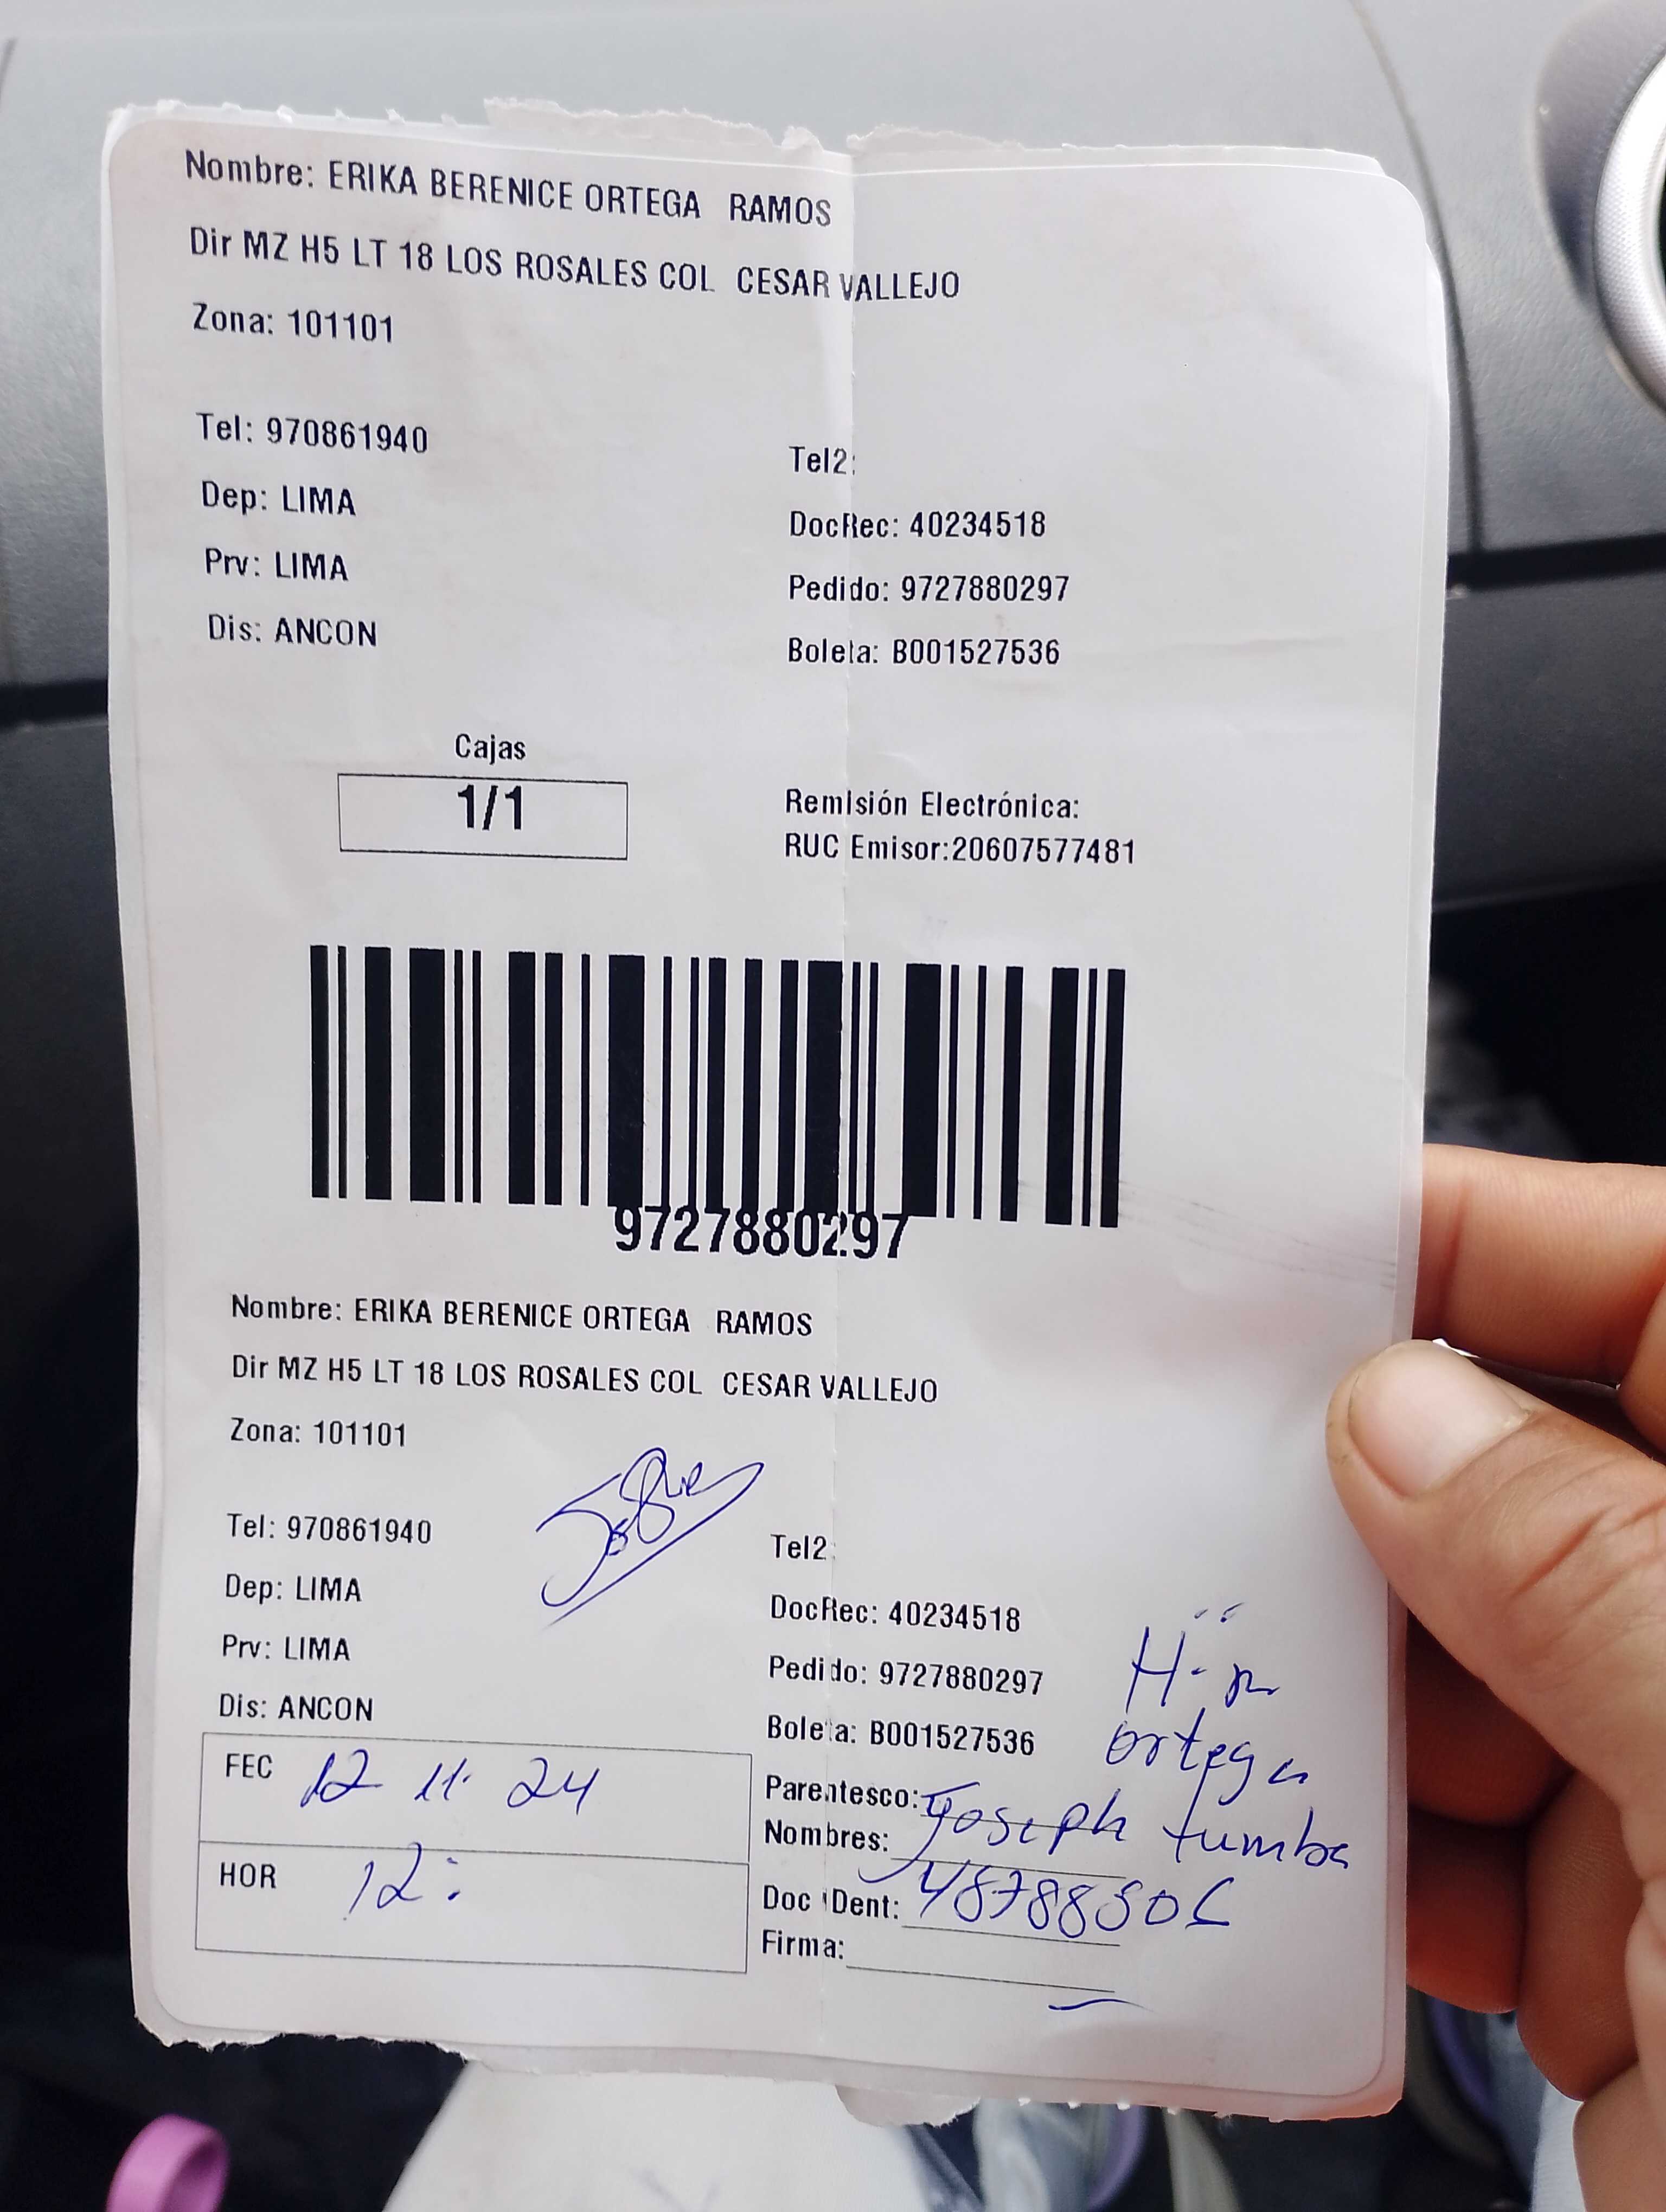 Nombre: ERIKA BERENICE ORTEGA RAMOS
Dir MZ H5 LT 18 LOS ROSALES COL CESAR VALLEJO
Zona: 101101
Tel: 970861940
Tel2:
Dep: LIMA
DocRec: 40234518
Prv: LIMA
Pedido: 9727880297
Dis: ANCON
Boleta: B001527536
Cajas
1/1
Remisión Electrónica:
RUC Emisor:20607577481
9727880297
Nombre: ERIKA BERENICE ORTEGA RAMOS
Dir MZ H5 LT 18 LOS ROSALES COL CESAR VALLEJO
Zona: 101101
Tel: 970861940
Tel2:
Dep: LIMA
DocRec: 40234518
Prv: LIMA
Pedido: 9727880297
Dis: ANCON
Boleta: B001527536
ortega
FEC 12 11 24
Parentesco:
Nombres: Joseph tumba
HOR 12:
Doc Ident:
Firma: